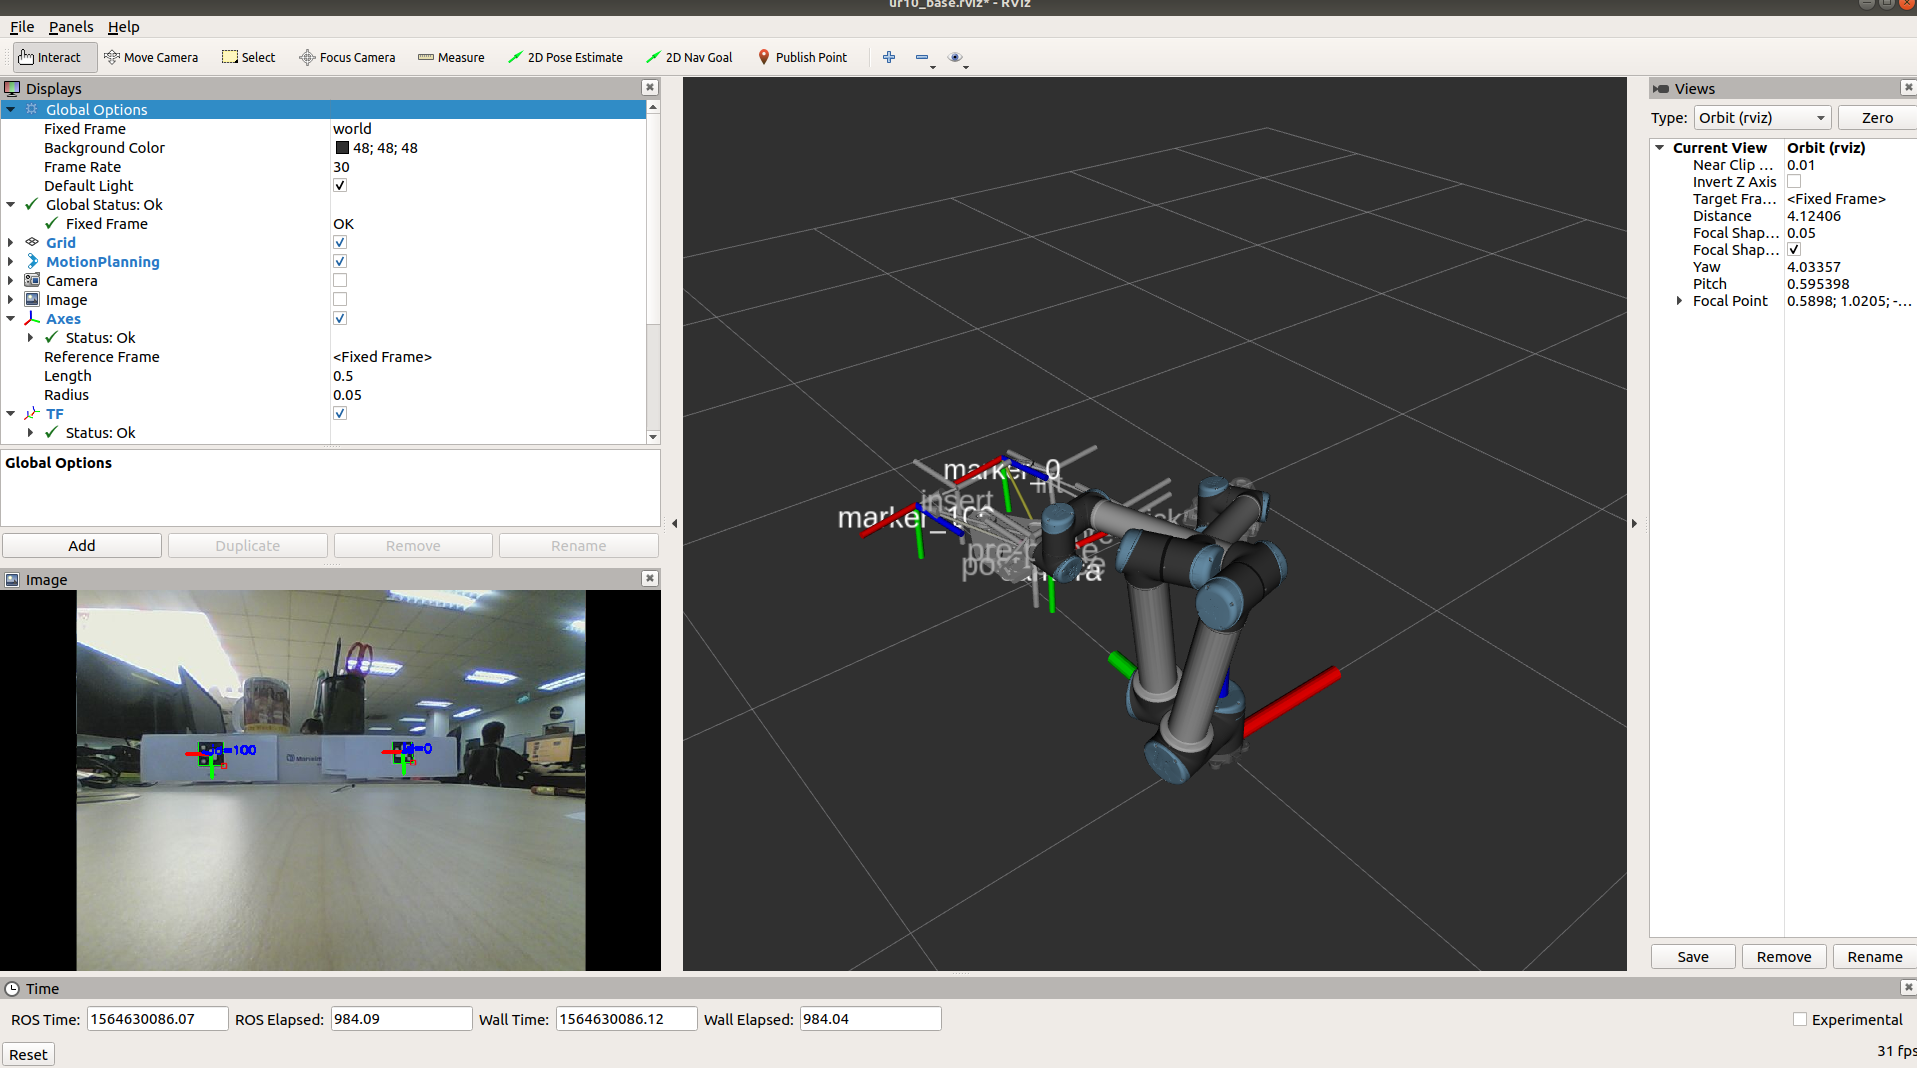 ur10_base.rviz* - RViz
File Panels Help
Interact Move Camera Select Focus Camera Measure 2D Pose Estimate 2D Nav Goal Publish Point
Displays
Global Options
Fixed Frame world
Background Color 48; 48; 48
Frame Rate 30
Default Light
Global Status: Ok
Fixed Frame OK
Grid
MotionPlanning
Camera
Image
Axes
Status: Ok
Reference Frame <Fixed Frame>
Length 0.5
Radius 0.05
TF
Status: Ok
Global Options
Add Duplicate Remove Rename
Image
id=100
id=0
marker_0
insert
marker_100
Views
Type: Orbit (rviz) Zero
Current View Orbit (rviz)
Near Clip ... 0.01
Invert Z Axis
Target Fra... <Fixed Frame>
Distance 4.12406
Focal Shap... 0.05
Focal Shap...
Yaw 4.03357
Pitch 0.595398
Focal Point 0.5898; 1.0205; -...
Save Remove Rename
Time
ROS Time: 1564630086.07 ROS Elapsed: 984.09 Wall Time: 1564630086.12 Wall Elapsed: 984.04 Experimental
Reset 31 fps